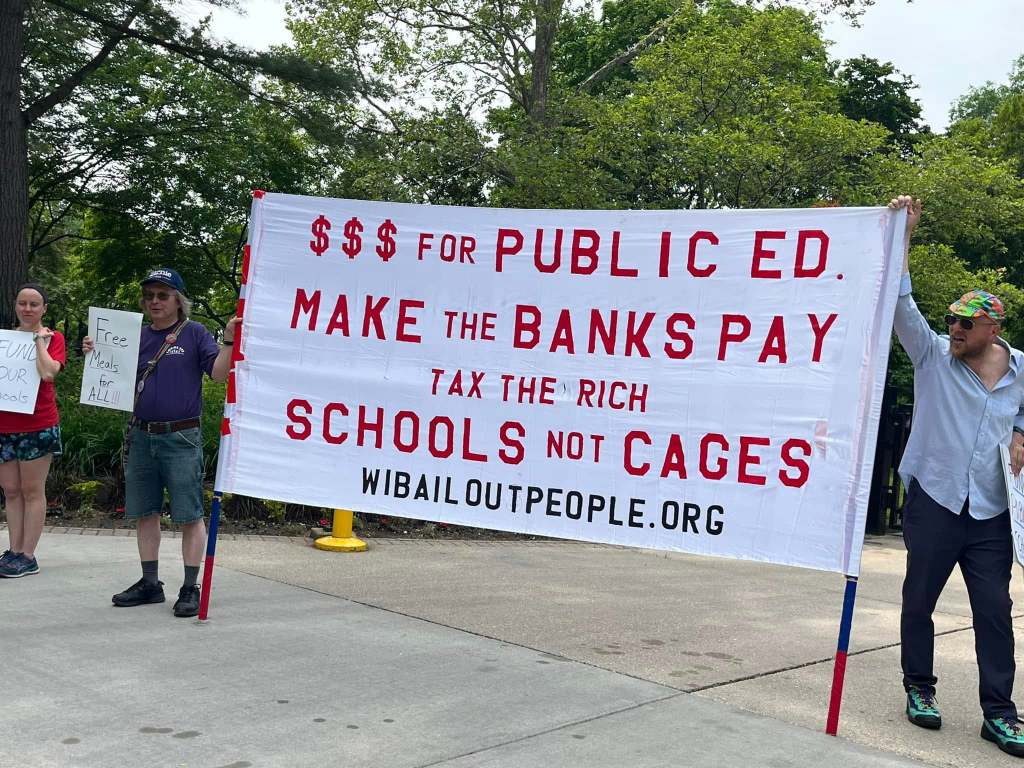 $$$ FOR PUBLIC ED.
MAKE THE BANKS PAY
TAX THE RICH
SCHOOLS NOT CAGES
WIBAILOUTPEOPLE.ORG
Free
Meals
for
ALL!!!
FUND
OUR